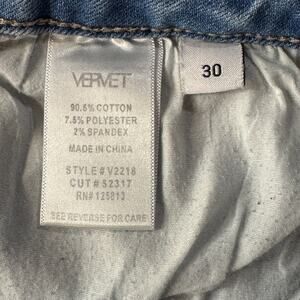 VERVET
90.5% COTTON
7.5% POLYESTER
2% SPANDEX
MADE IN CHINA
STYLE # V2218
CUT # 52317
RN# 125813
SEE REVERSE FOR CARE
30